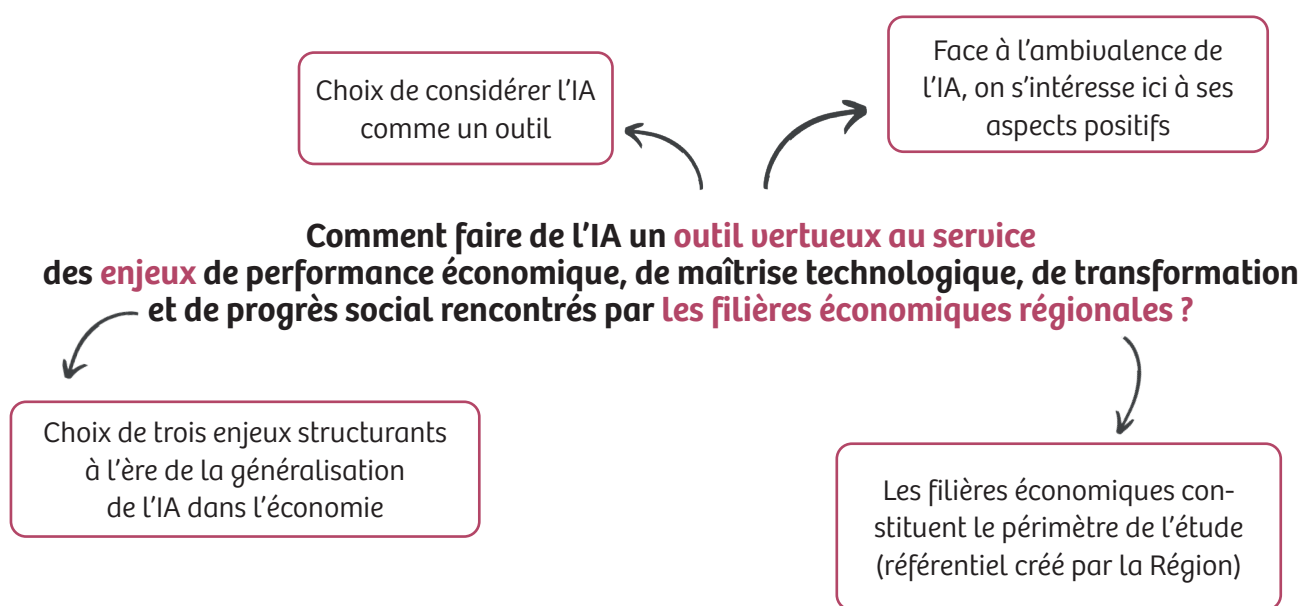 Choix de considérer l'IA
comme un outil
Face à l'ambivalence de
l'IA, on s'intéresse ici à ses
aspects positifs
Comment faire de l'IA un outil vertueux au service
des enjeux de performance économique, de maîtrise technologique, de transformation
et de progrès social rencontrés par les filières économiques régionales ?
Choix de trois enjeux structurants
à l'ère de la généralisation
de l'IA dans l'économie
Les filières économiques con-
stituent le périmètre de l'étude
(référentiel créé par la Région)